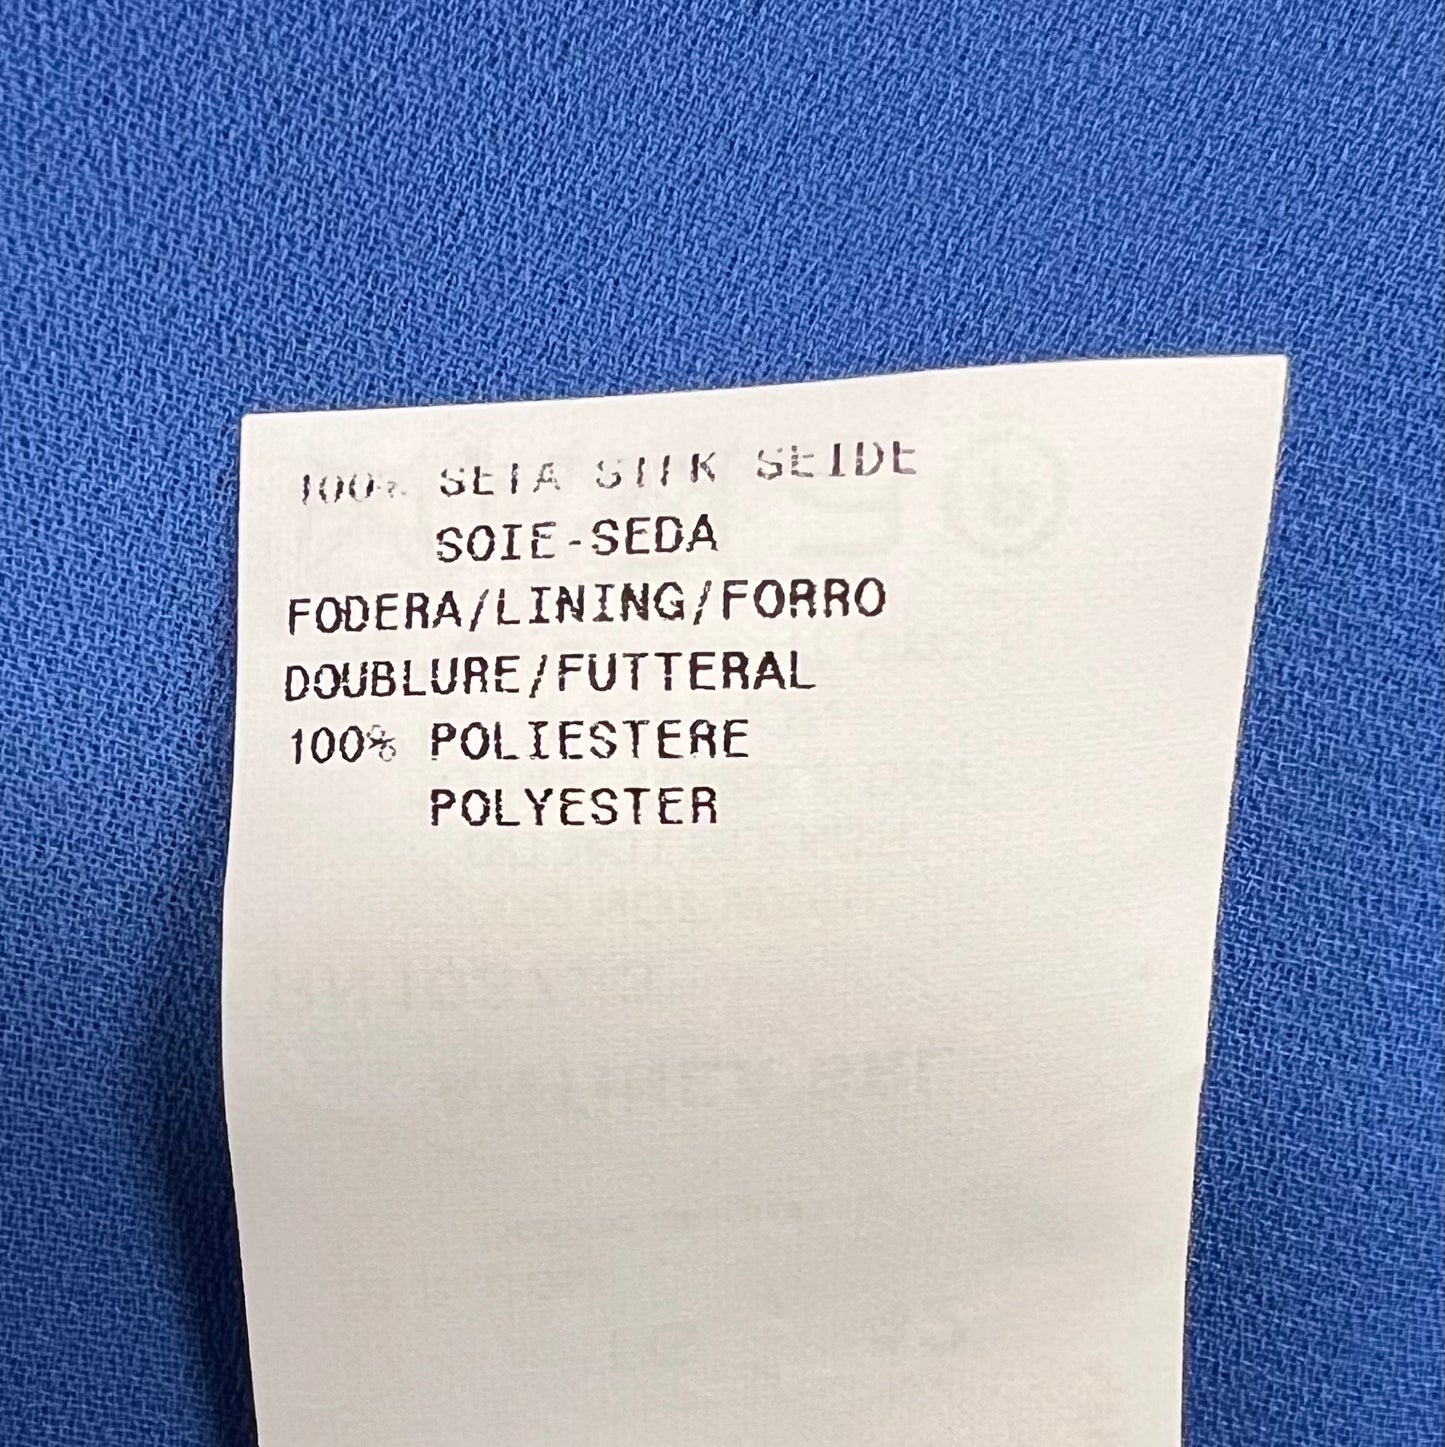 100% SETA SILK SEIDE
SOIE-SEDA
FODERA/LINING/FORRO
DOUBLURE/FUTTERAL
100% POLIESTERE
POLYESTER